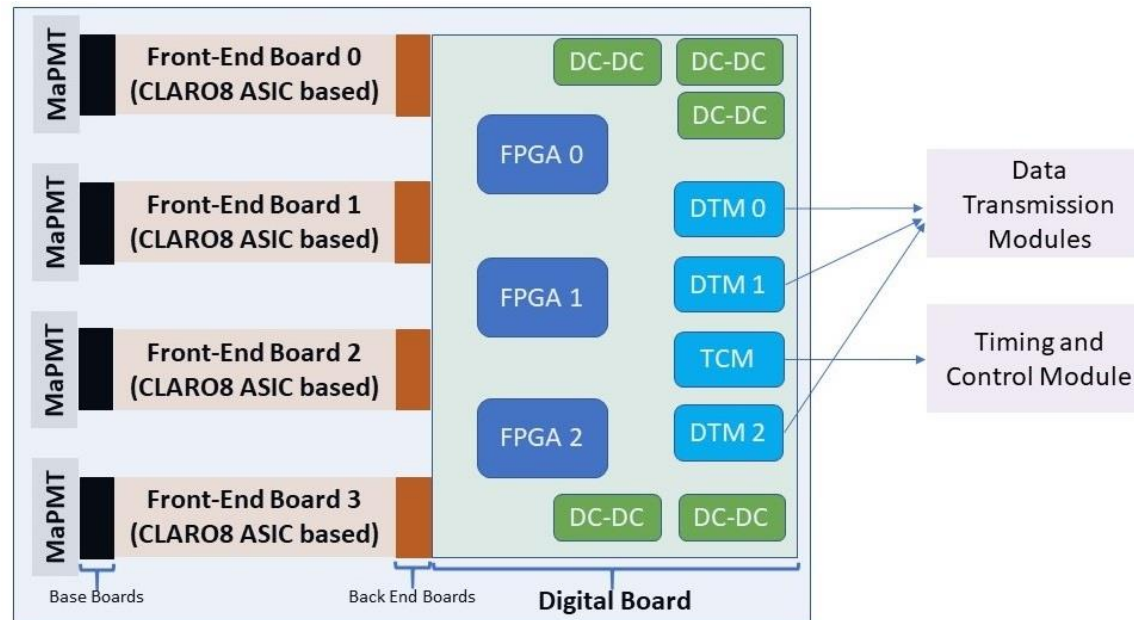 MaPMT
Front-End Board 0
(CLARO8 ASIC based)
DC-DC
DC-DC
DC-DC
FPGA 0
MaPMT
Front-End Board 1
(CLARO8 ASIC based)
DTM 0
Data
Transmission
Modules
FPGA 1
DTM 1
MaPMT
Front-End Board 2
(CLARO8 ASIC based)
TCM
Timing and
Control Module
FPGA 2
DTM 2
MaPMT
Front-End Board 3
(CLARO8 ASIC based)
DC-DC
DC-DC
Base Boards
Back End Boards
Digital Board